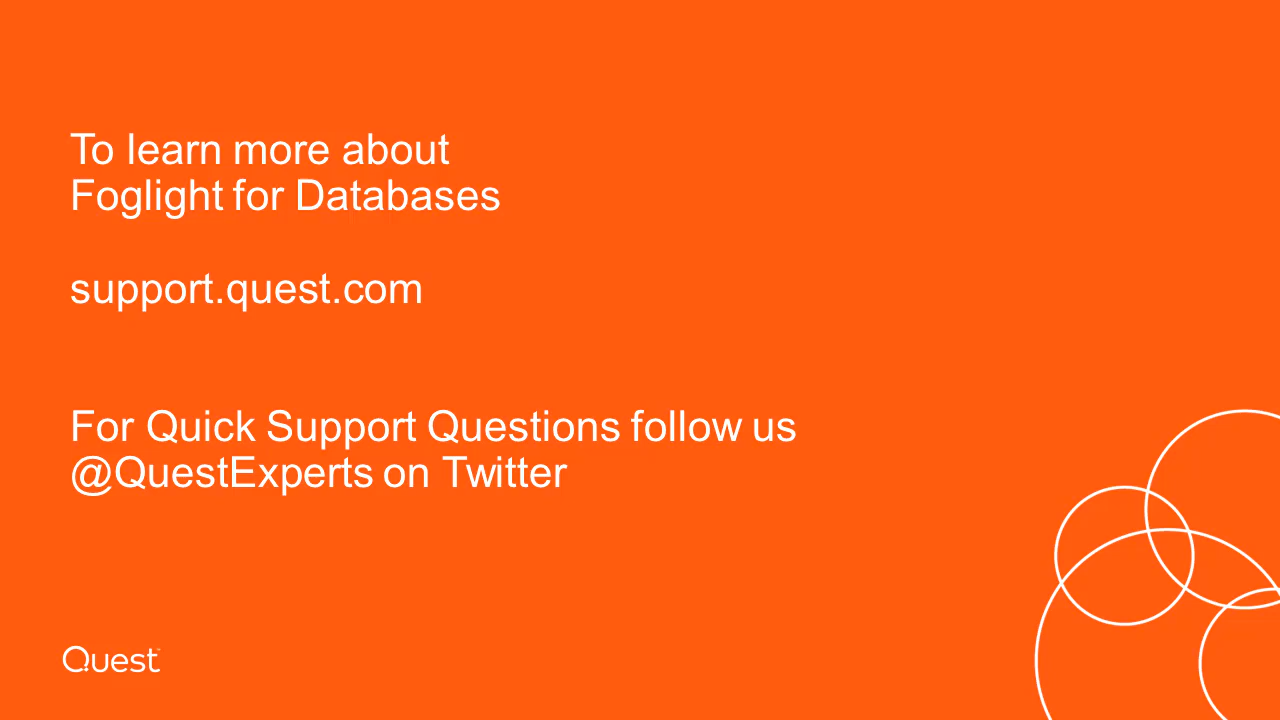 To learn more about
Foglight for Databases
support.quest.com
For Quick Support Questions follow us
@QuestExperts on Twitter
Quest™